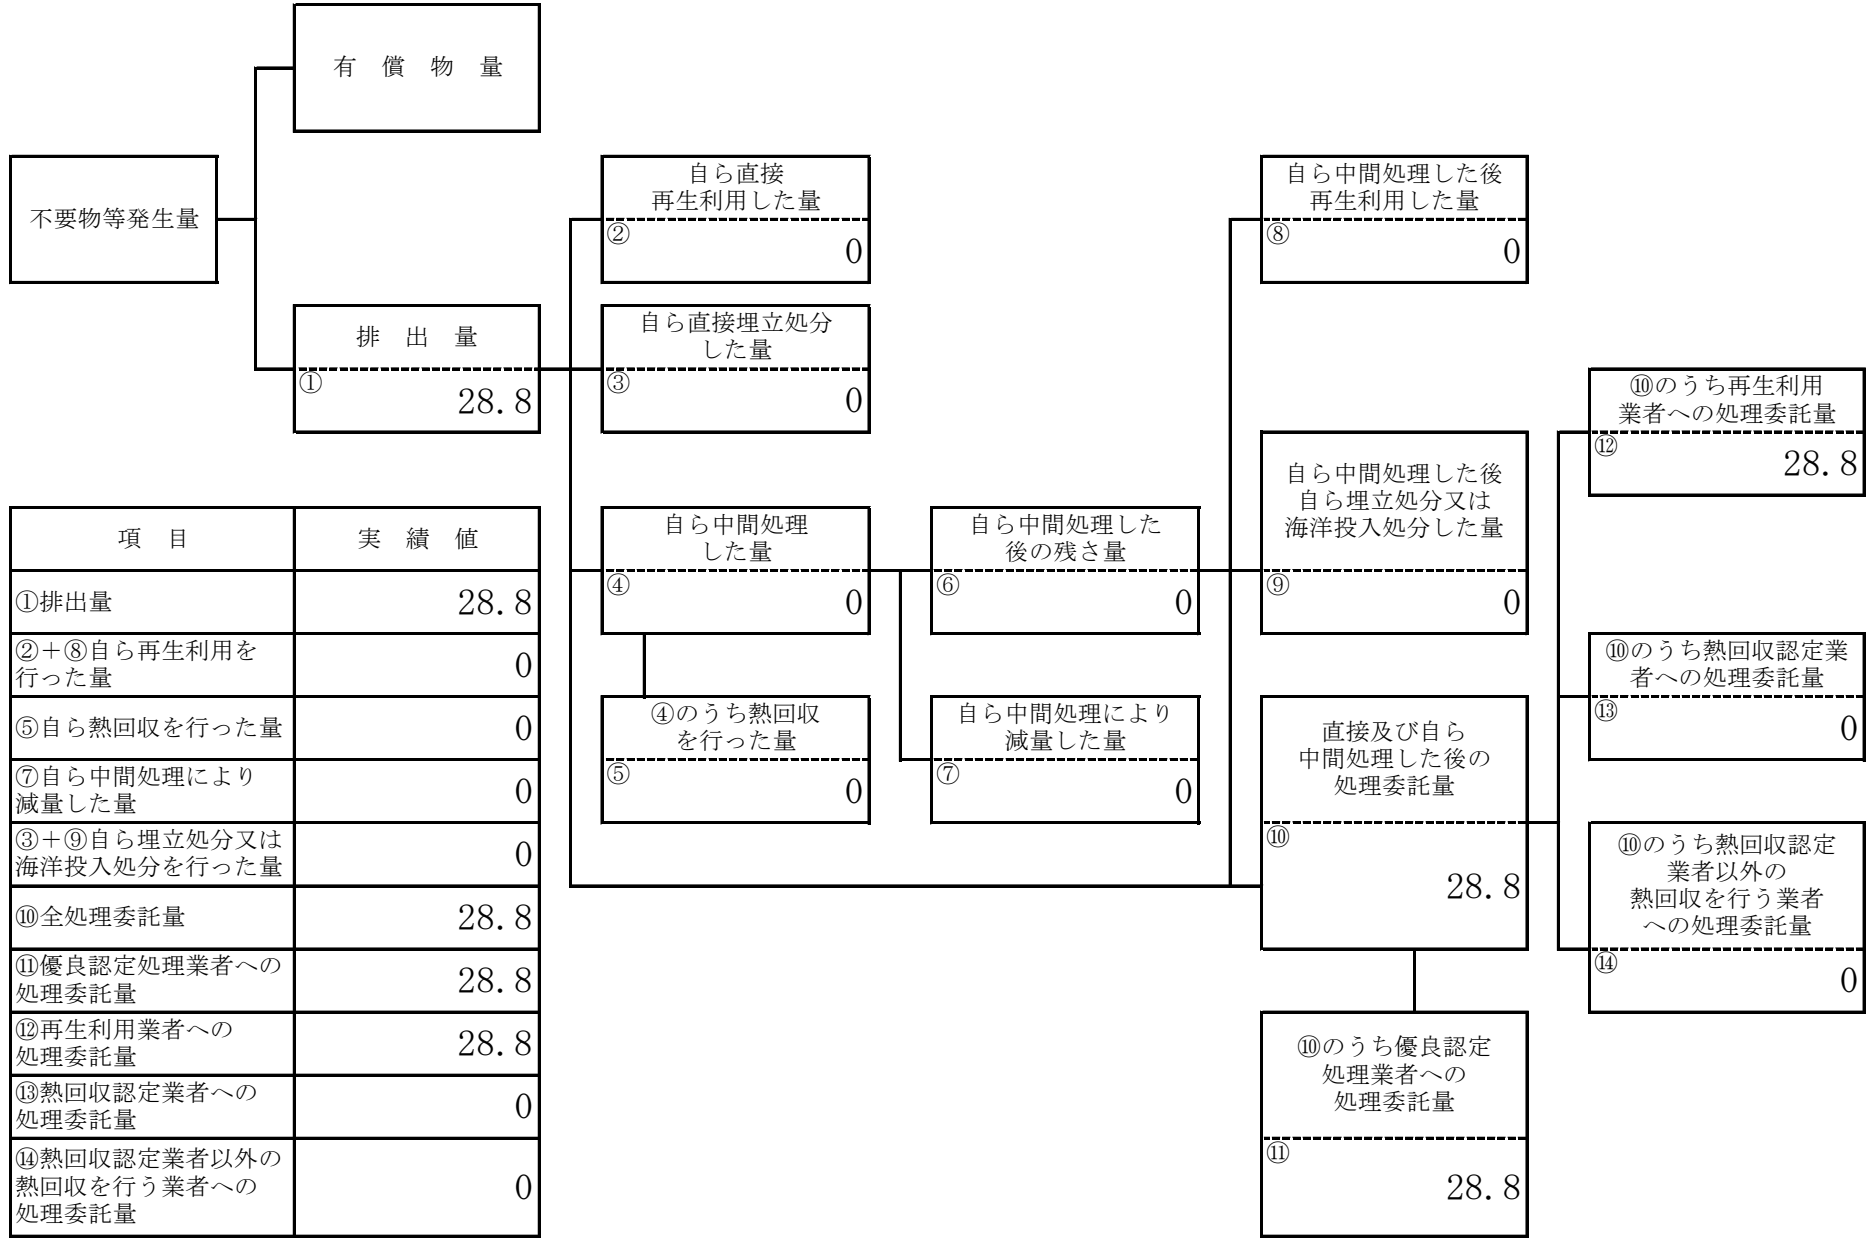 有　償　物　量
不要物等発生量
排　出　量
①
28.8
自ら直接
再生利用した量
②
0
自ら直接埋立処分
した量
③
0
自ら中間処理
した量
④
0
④のうち熱回収
を行った量
⑤
0
自ら中間処理した
後の残さ量
⑥
0
自ら中間処理により
減量した量
⑦
0
自ら中間処理した後
再生利用した量
⑧
0
自ら中間処理した後
自ら埋立処分又は
海洋投入処分した量
⑨
0
直接及び自ら
中間処理した後の
処理委託量
⑩
28.8
⑩のうち優良認定
処理業者への
処理委託量
⑪
28.8
⑩のうち再生利用
業者への処理委託量
⑫
28.8
⑩のうち熱回収認定業
者への処理委託量
⑬
0
⑩のうち熱回収認定
業者以外の
熱回収を行う業者
への処理委託量
⑭
0
項　目　実　績　値
①排出量　28.8
②＋⑧自ら再生利用を
行った量
0
⑤自ら熱回収を行った量　0
⑦自ら中間処理により
減量した量
0
③＋⑨自ら埋立処分又は
海洋投入処分を行った量
0
⑩全処理委託量　28.8
⑪優良認定処理業者への
処理委託量
28.8
⑫再生利用業者への
処理委託量
28.8
⑬熱回収認定業者への
処理委託量
0
⑭熱回収認定業者以外の
熱回収を行う業者への
処理委託量
0